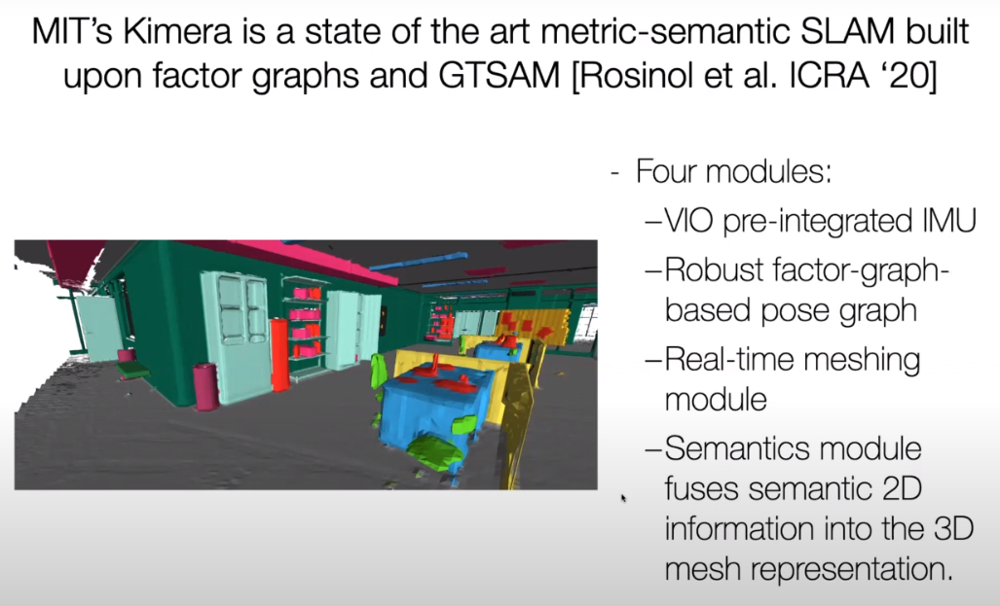 MIT’s Kimera is a state of the art metric-semantic SLAM built
upon factor graphs and GTSAM [Rosinol et al. ICRA ‘20]
- Four modules:
–VIO pre-integrated IMU
–Robust factor-graph-
based pose graph
–Real-time meshing
module
–Semantics module
fuses semantic 2D
information into the 3D
mesh representation.